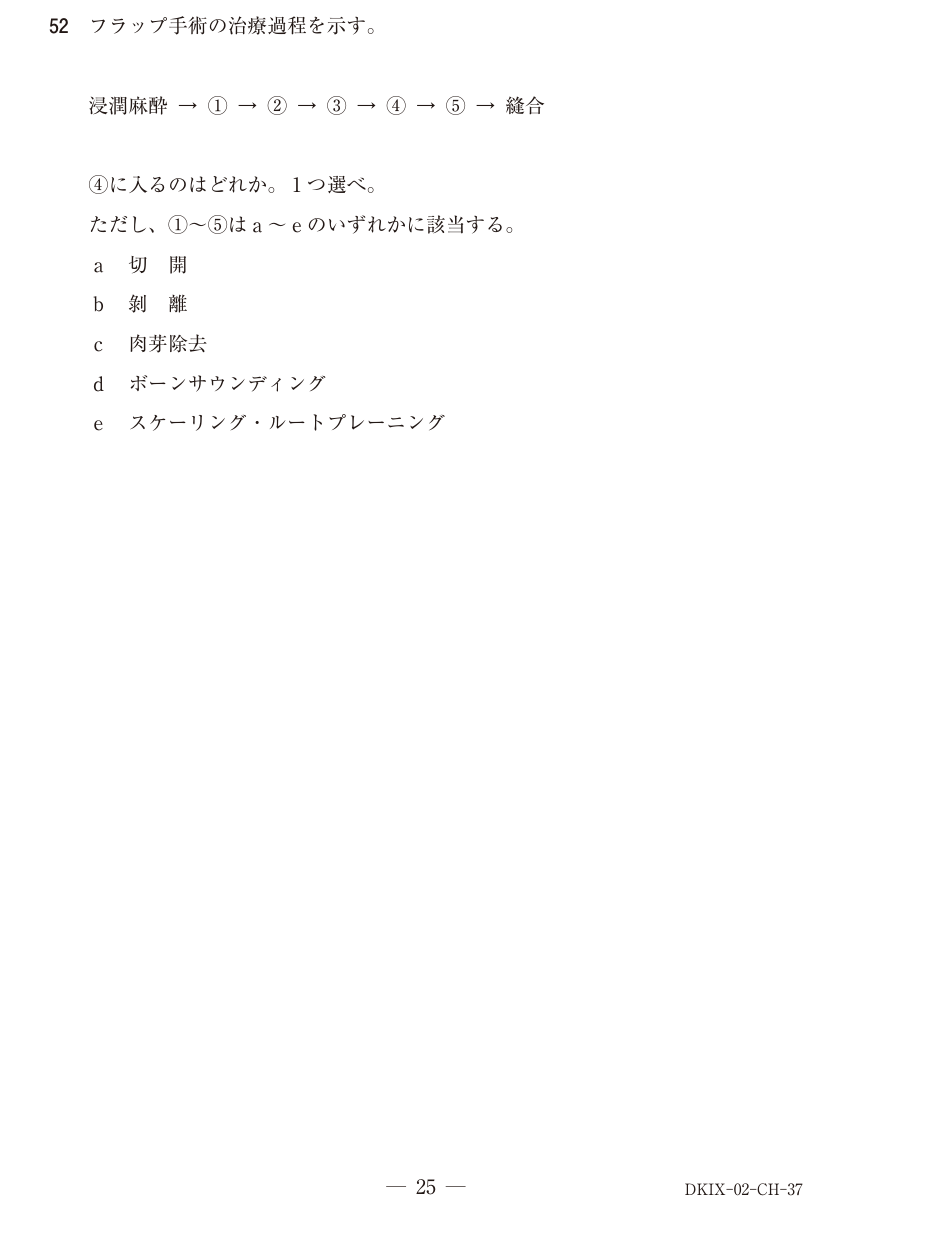 52 フラップ手術の治療過程を示す。
浸潤麻酔 → ① → ② → ③ → ④ → ⑤ → 縫合
④に入るのはどれか。1つ選べ。
ただし、①～⑤は a ～ e のいずれかに該当する。
a 切 開
b 剝 離
c 肉芽除去
d ボーンサウンディング
e スケーリング・ルートプレーニング
― 25 ―
DKIX-02-CH-37